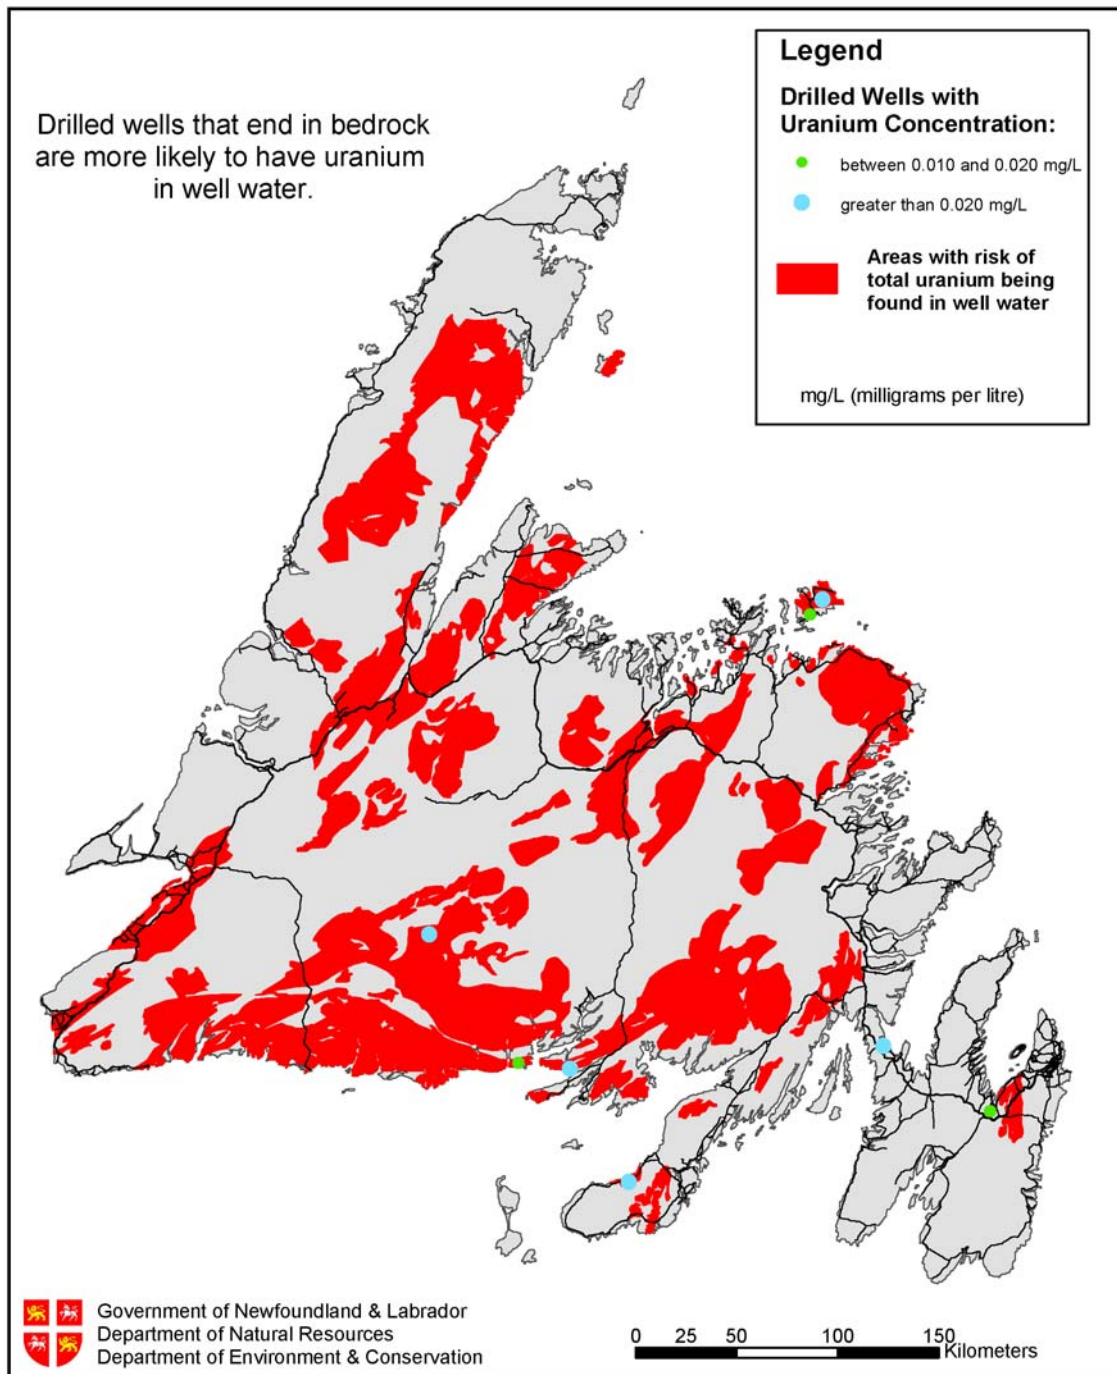 Drilled wells that end in bedrock
are more likely to have uranium
in well water.
Legend
Drilled Wells with
Uranium Concentration:
between 0.010 and 0.020 mg/L
greater than 0.020 mg/L
Areas with risk of
total uranium being
found in well water
mg/L (milligrams per litre)
Government of Newfoundland & Labrador
Department of Natural Resources
Department of Environment & Conservation
0 25 50 100 150
Kilometers